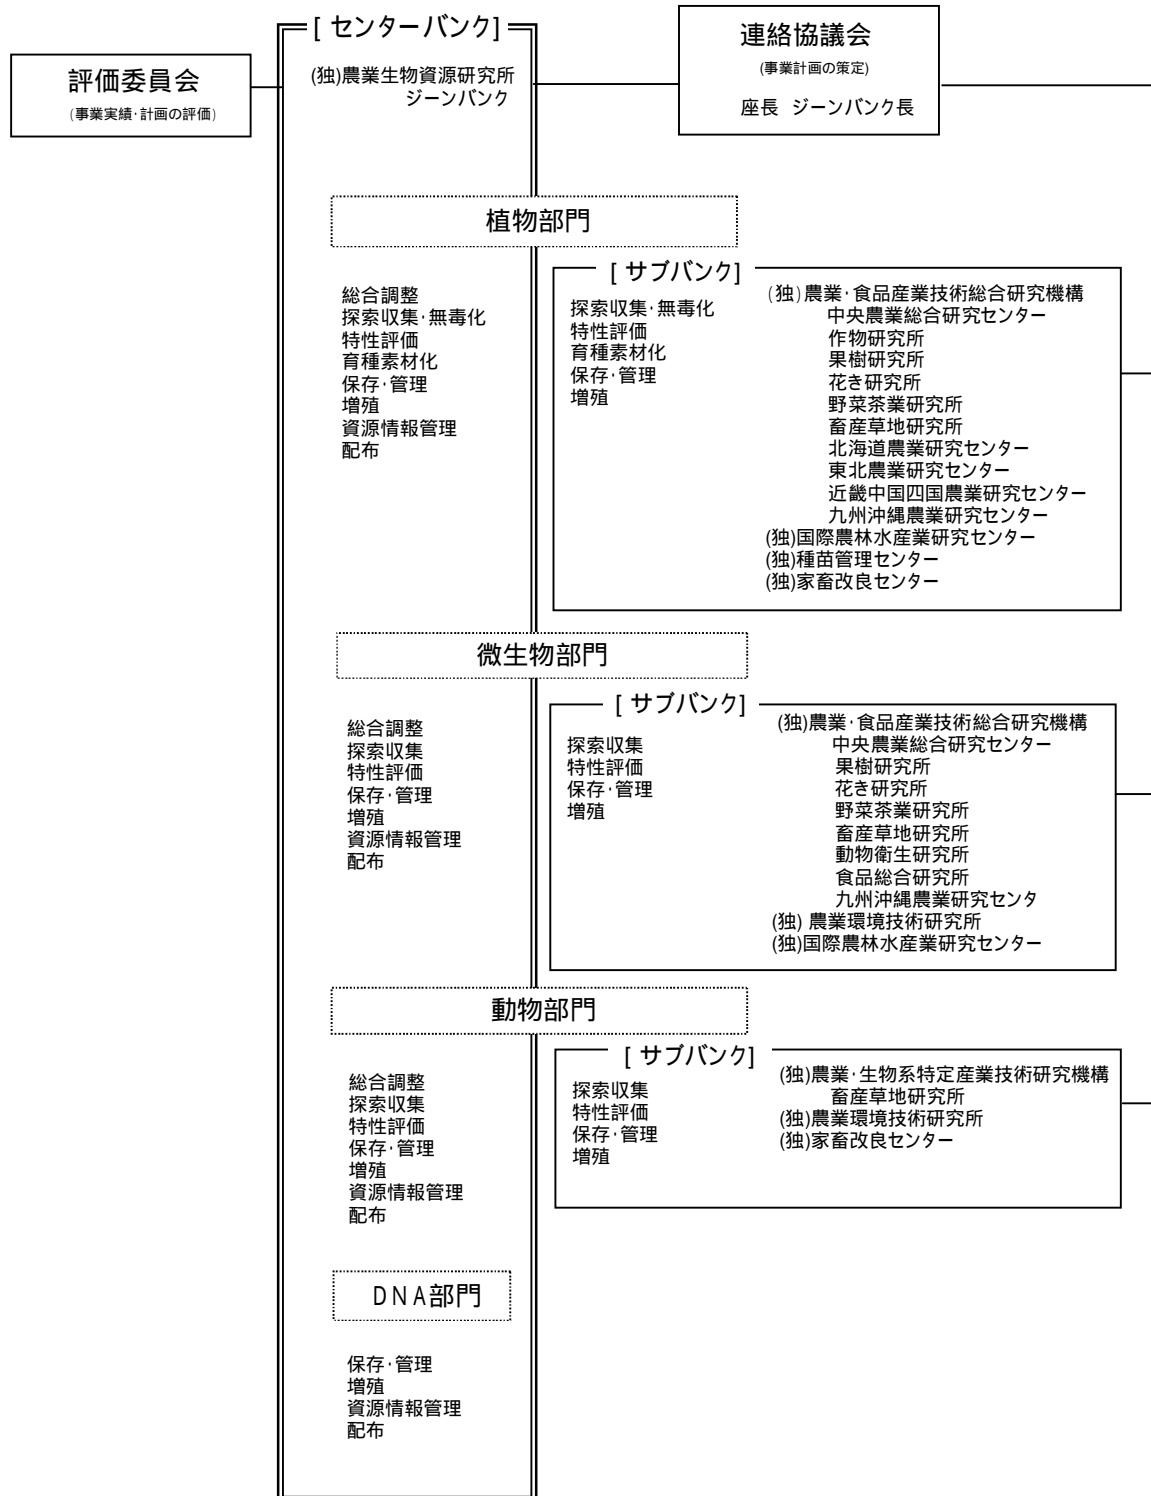 評価委員会
(事業実績・計画の評価)
[ センターバンク]
(独)農業生物資源研究所
ジーンバンク
連絡協議会
(事業計画の策定)
座長 ジーンバンク長
植物部門
総合調整
探索収集・無毒化
特性評価
育種素材化
保存・管理
増殖
資源情報管理
配布
[ サブバンク]
探索収集・無毒化
特性評価
育種素材化
保存・管理
増殖
(独)農業・食品産業技術総合研究機構
中央農業総合研究センター
作物研究所
果樹研究所
花き研究所
野菜茶業研究所
畜産草地研究所
北海道農業研究センター
東北農業研究センター
近畿中国四国農業研究センター
九州沖縄農業研究センター
(独)国際農林水産業研究センター
(独)種苗管理センター
(独)家畜改良センター
微生物部門
総合調整
探索収集
特性評価
保存・管理
増殖
資源情報管理
配布
[ サブバンク]
探索収集
特性評価
保存・管理
増殖
(独)農業・食品産業技術総合研究機構
中央農業総合研究センター
果樹研究所
花き研究所
野菜茶業研究所
畜産草地研究所
動物衛生研究所
食品総合研究所
九州沖縄農業研究センタ
(独) 農業環境技術研究所
(独)国際農林水産業研究センター
動物部門
総合調整
探索収集
特性評価
保存・管理
増殖
資源情報管理
配布
[ サブバンク]
探索収集
特性評価
保存・管理
増殖
(独)農業・生物系特定産業技術研究機構
畜産草地研究所
(独)農業環境技術研究所
(独)家畜改良センター
DNA部門
保存・管理
増殖
資源情報管理
配布